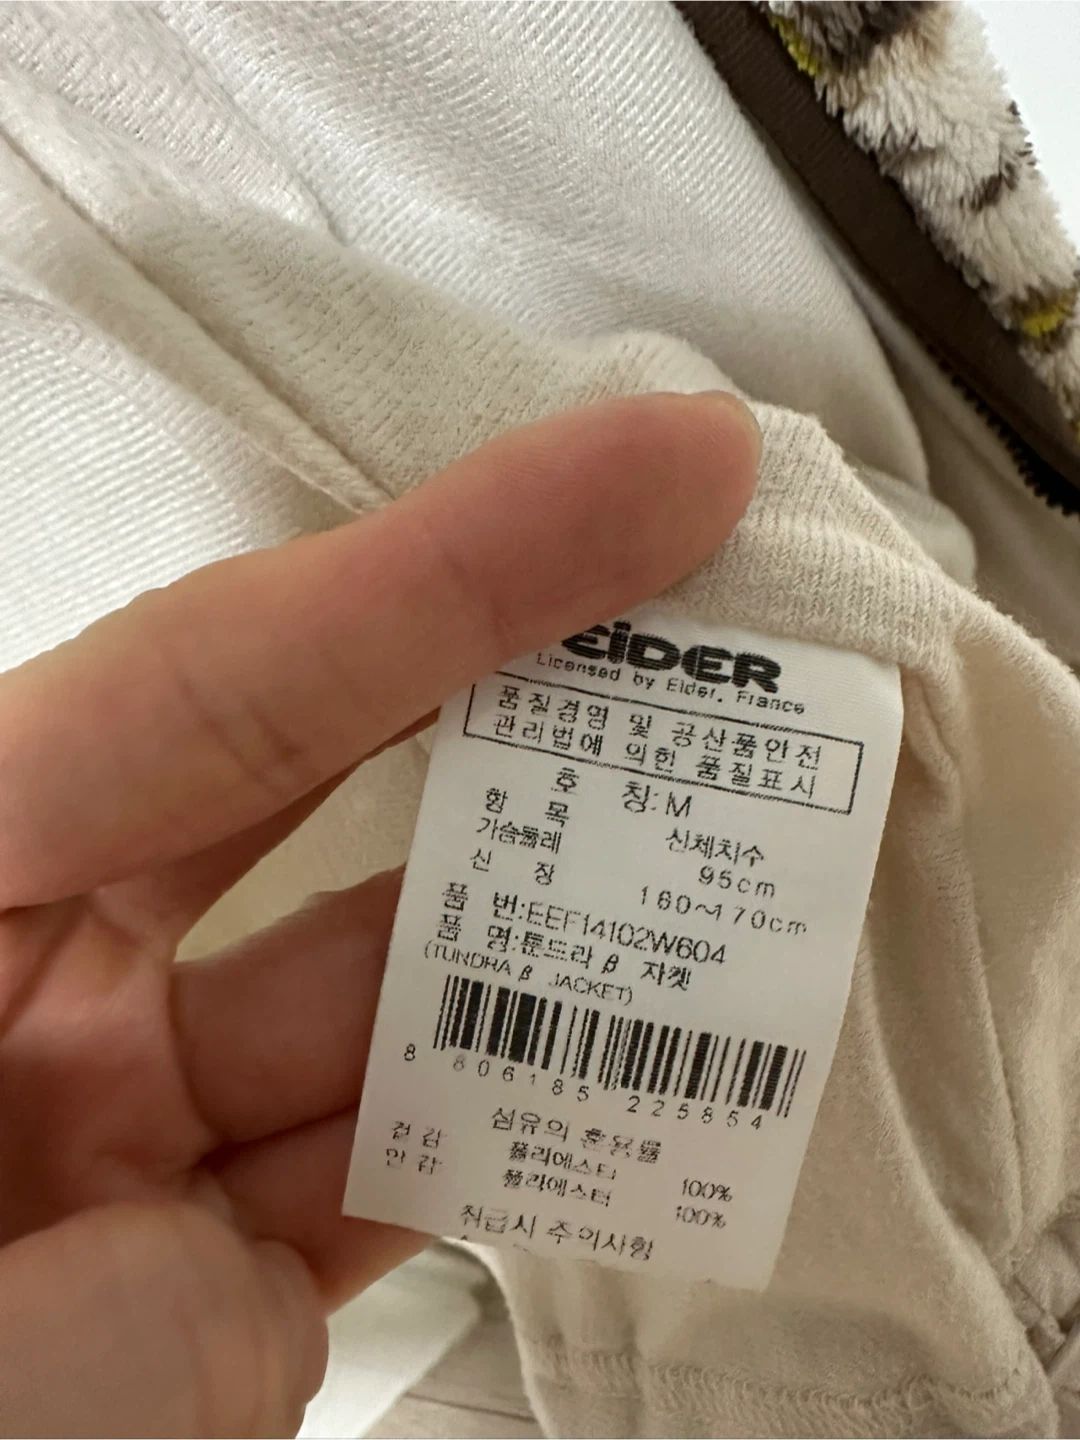 EIDER
Licensed by Eider. France
품질경영 및 공산품안전
관리법에 의한 품질표시
호 칭: M
항 목 신체치수
가슴둘레 95cm
신 장 160~170cm
품 번:EEF14102W604
품 명:툰드라 β 자켓
(TUNDRA β JACKET)
8 806185 225854
섬유의 혼용률
겉 감 폴리에스터 100%
안 감 폴리에스터 100%
취급시 주의사항